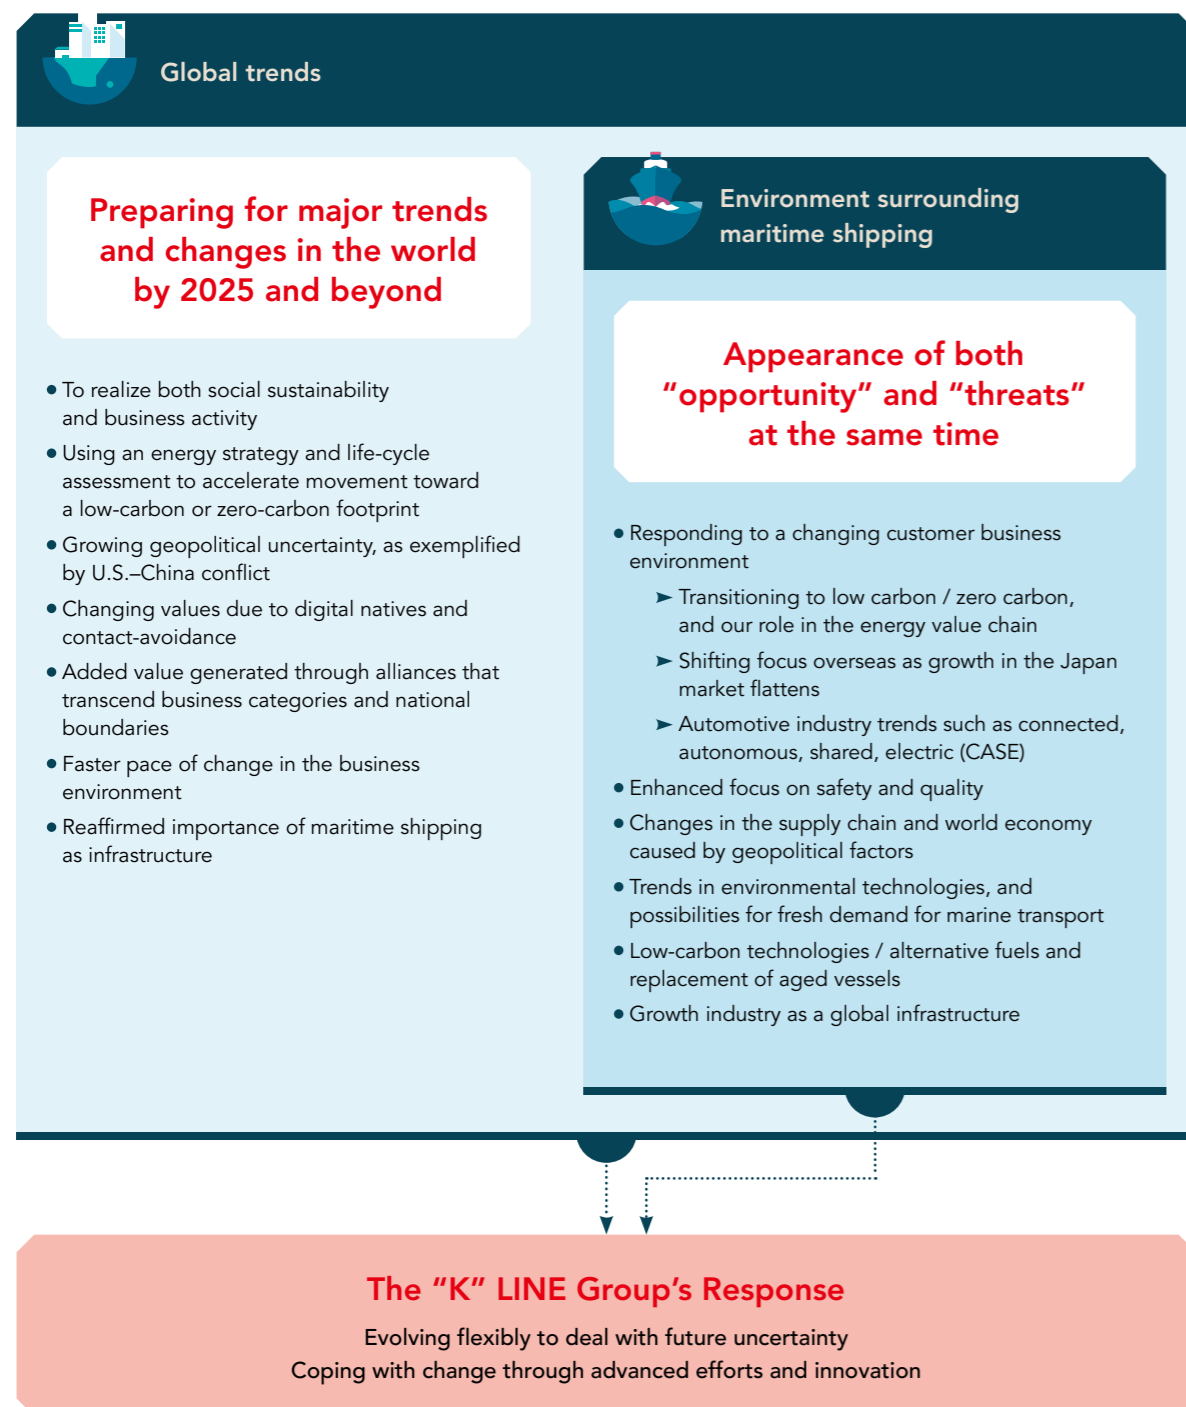 Global trends
Preparing for major trends
and changes in the world
by 2025 and beyond
● To realize both social sustainability
and business activity
● Using an energy strategy and life-cycle
assessment to accelerate movement toward
a low-carbon or zero-carbon footprint
● Growing geopolitical uncertainty, as exemplified
by U.S.–China conflict
● Changing values due to digital natives and
contact-avoidance
● Added value generated through alliances that
transcend business categories and national
boundaries
● Faster pace of change in the business
environment
● Reaffirmed importance of maritime shipping
as infrastructure
Environment surrounding
maritime shipping
Appearance of both
“opportunity” and “threats”
at the same time
● Responding to a changing customer business
environment
➤ Transitioning to low carbon / zero carbon,
and our role in the energy value chain
➤ Shifting focus overseas as growth in the Japan
market flattens
➤ Automotive industry trends such as connected,
autonomous, shared, electric (CASE)
● Enhanced focus on safety and quality
● Changes in the supply chain and world economy
caused by geopolitical factors
● Trends in environmental technologies, and
possibilities for fresh demand for marine transport
● Low-carbon technologies / alternative fuels and
replacement of aged vessels
● Growth industry as a global infrastructure
The “K” LINE Group’s Response
Evolving flexibly to deal with future uncertainty
Coping with change through advanced efforts and innovation